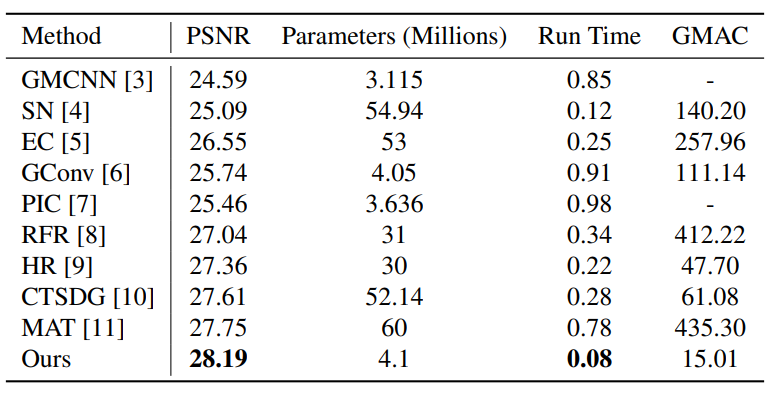 Method PSNR Parameters (Millions) Run Time GMAC
GMCNN [3] 24.59 3.115 0.85 -
SN [4] 25.09 54.94 0.12 140.20
EC [5] 26.55 53 0.25 257.96
GConv [6] 25.74 4.05 0.91 111.14
PIC [7] 25.46 3.636 0.98 -
RFR [8] 27.04 31 0.34 412.22
HR [9] 27.36 30 0.22 47.70
CTSDG [10] 27.61 52.14 0.28 61.08
MAT [11] 27.75 60 0.78 435.30
Ours 28.19 4.1 0.08 15.01